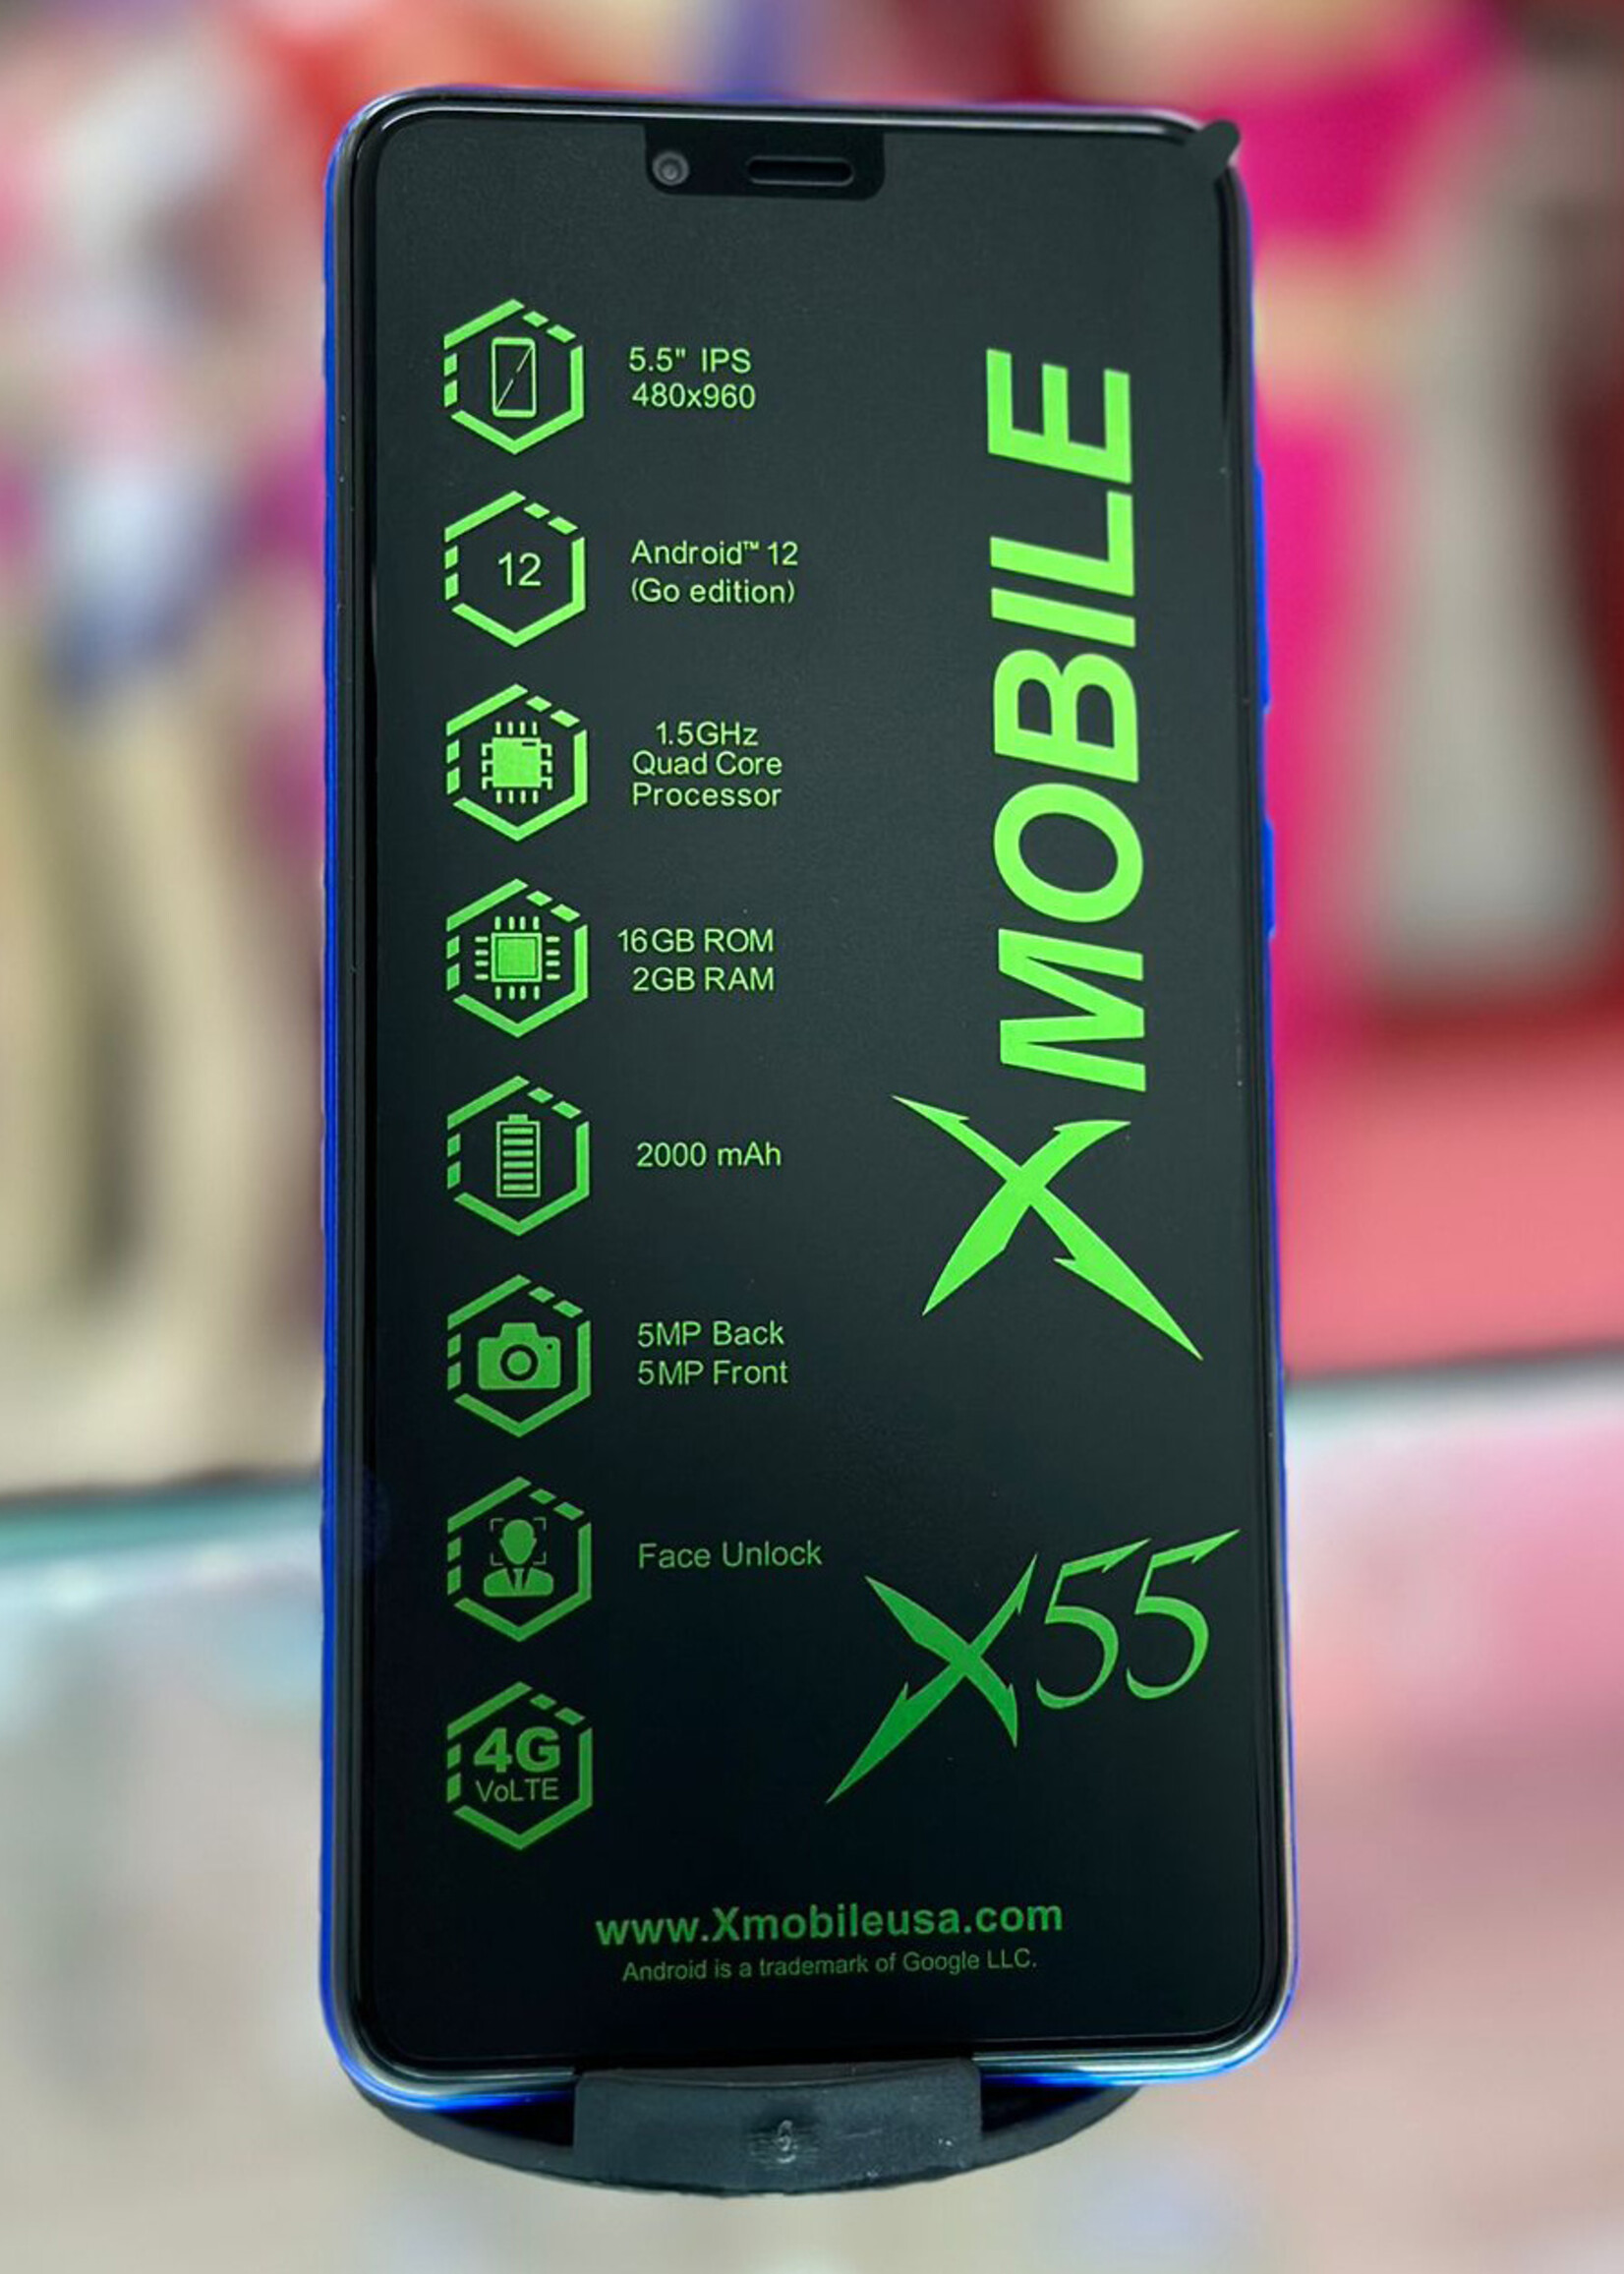 5.5" IPS
480x960
12
Android™ 12
(Go edition)
1.5GHz
Quad Core
Processor
16GB ROM
2GB RAM
2000 mAh
5MP Back
5MP Front
Face Unlock
4G
VoLTE
XMOBILE
X55
www.Xmobileusa.com
Android is a trademark of Google LLC.